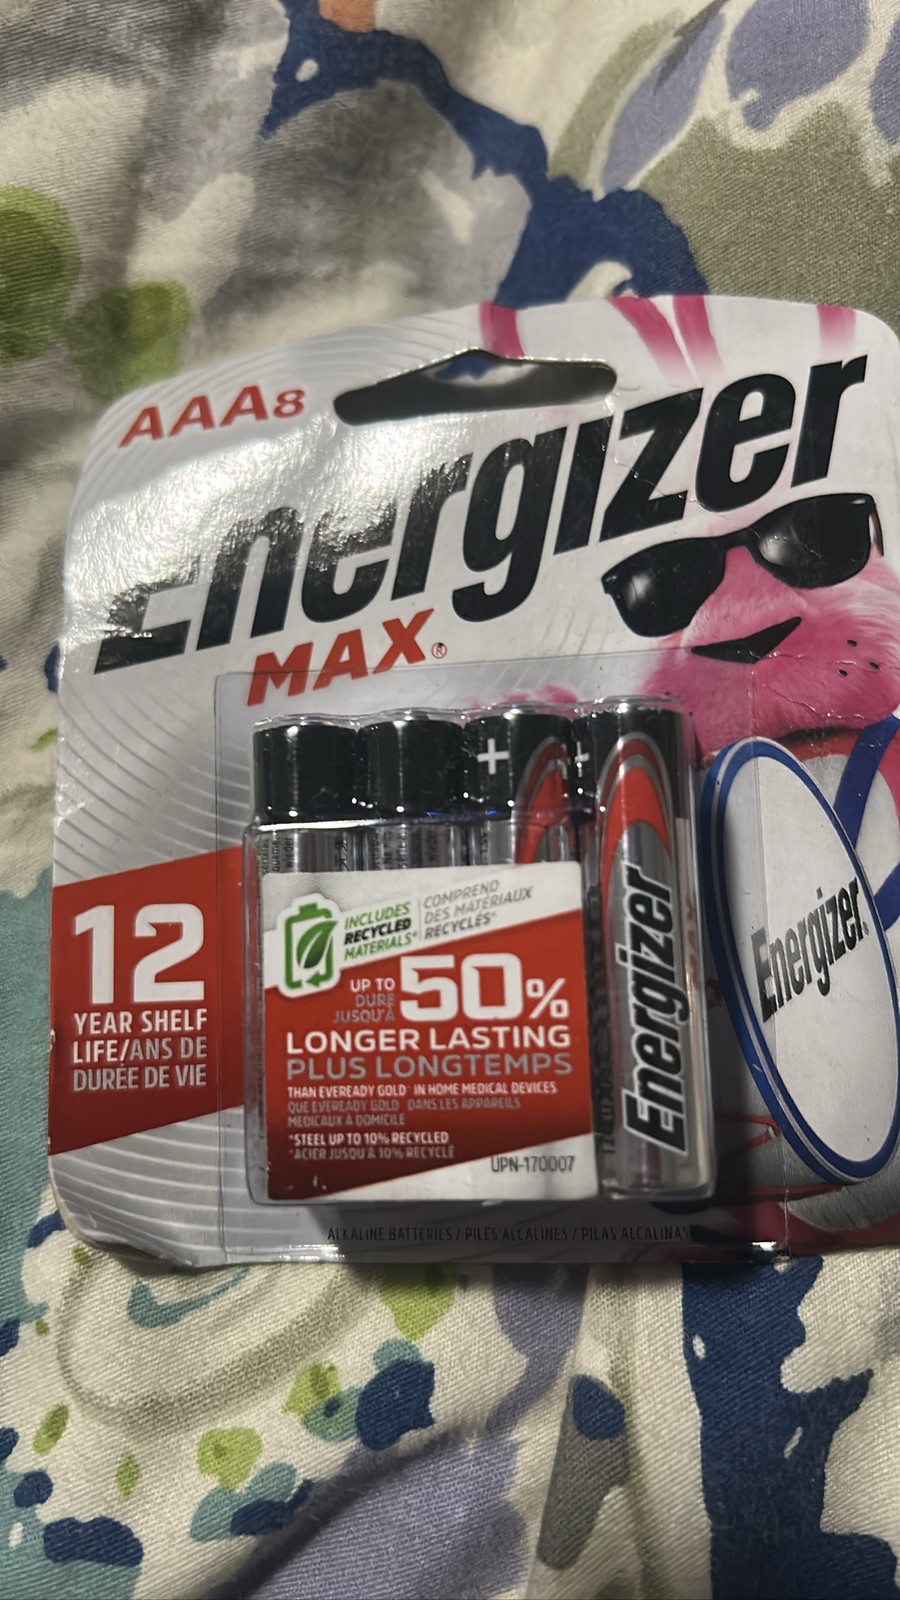 AAA8
Energizer
MAX®
12
YEAR SHELF
LIFE/ANS DE
DURÉE DE VIE
INCLUDES
RECYCLED
MATERIALS*
COMPREND
DES MATÉRIAUX
RECYCLÉS*
UP TO
DURE
JUSQU'À
50%
LONGER LASTING
PLUS LONGTEMPS
THAN EVEREADY GOLD IN HOME MEDICAL DEVICES
QUE EVEREADY GOLD DANS LES APPAREILS
MEDICAUX À DOMICILE
*STEEL UP TO 10% RECYCLED
*ACIER JUSQU'À 10% RECYCLÉ
UPN-170007
Energizer
Energizer
ALKALINE BATTERIES / PILES ALCALINES / PILAS ALCALINAS